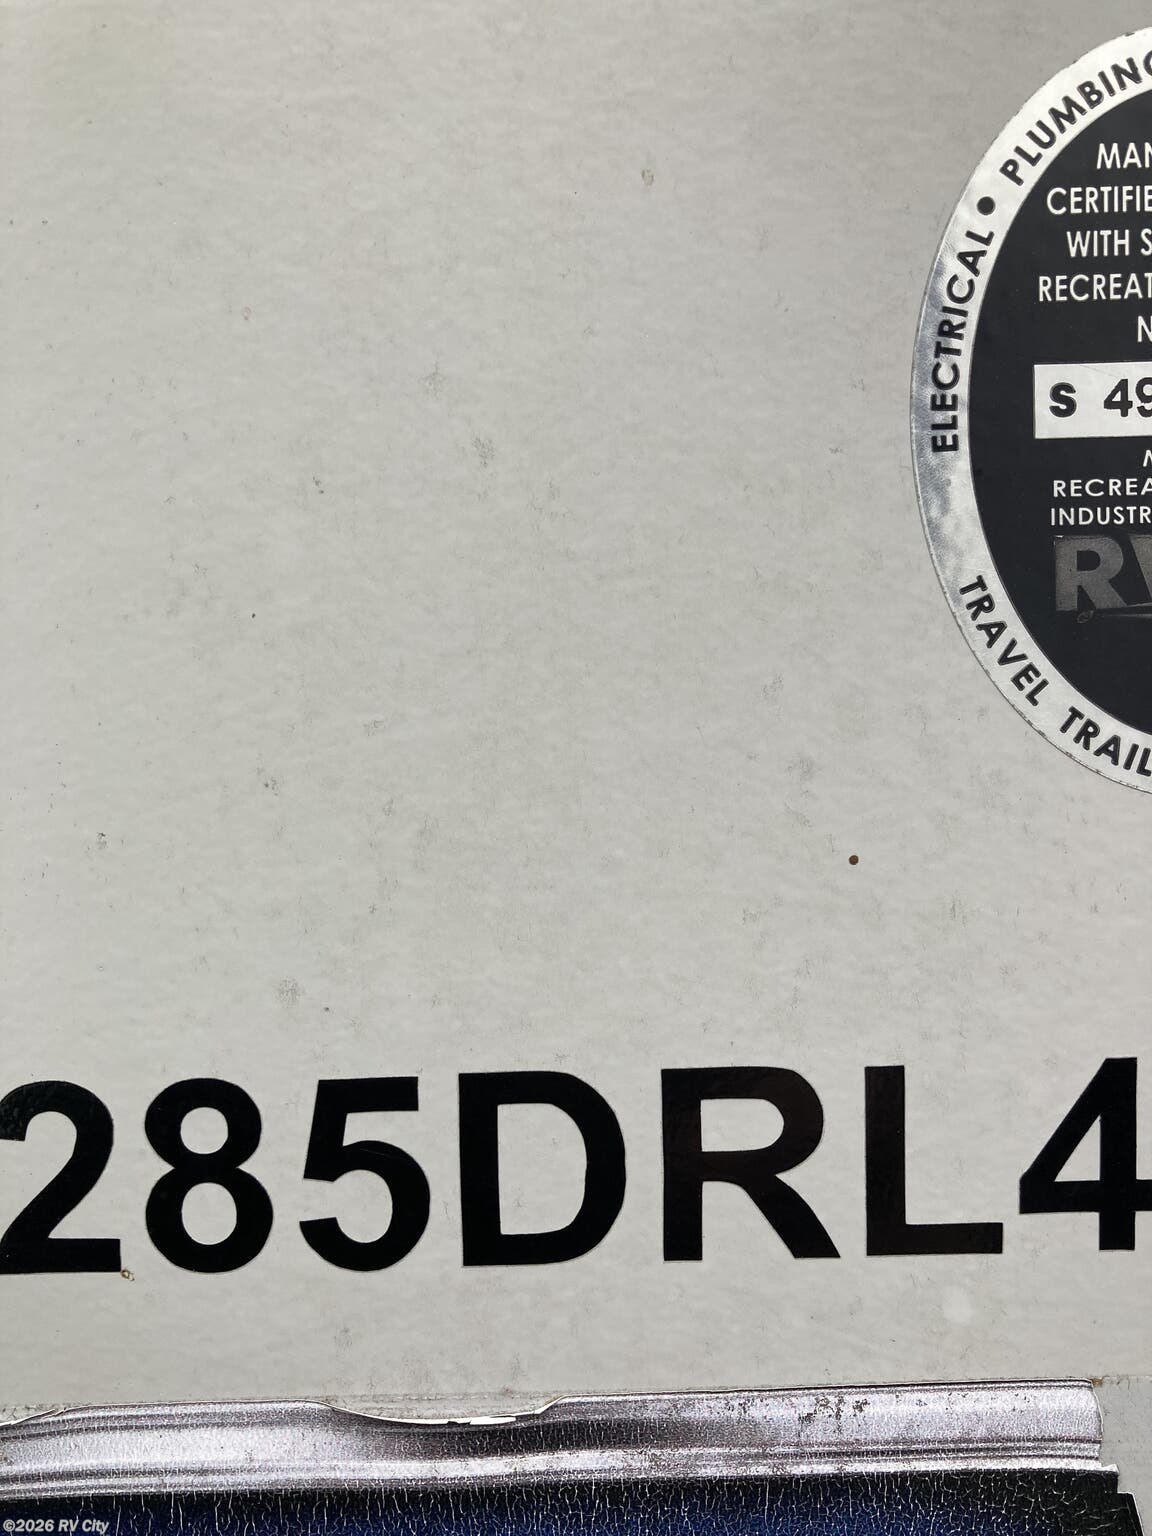 ELECTRICAL • PLUMBING
MAN
CERTIFIE
WITH S
RECREAT
N
S 49
RECREA
INDUSTR
RV
TRAVEL TRAIL
285DRL4
©2026 RV City